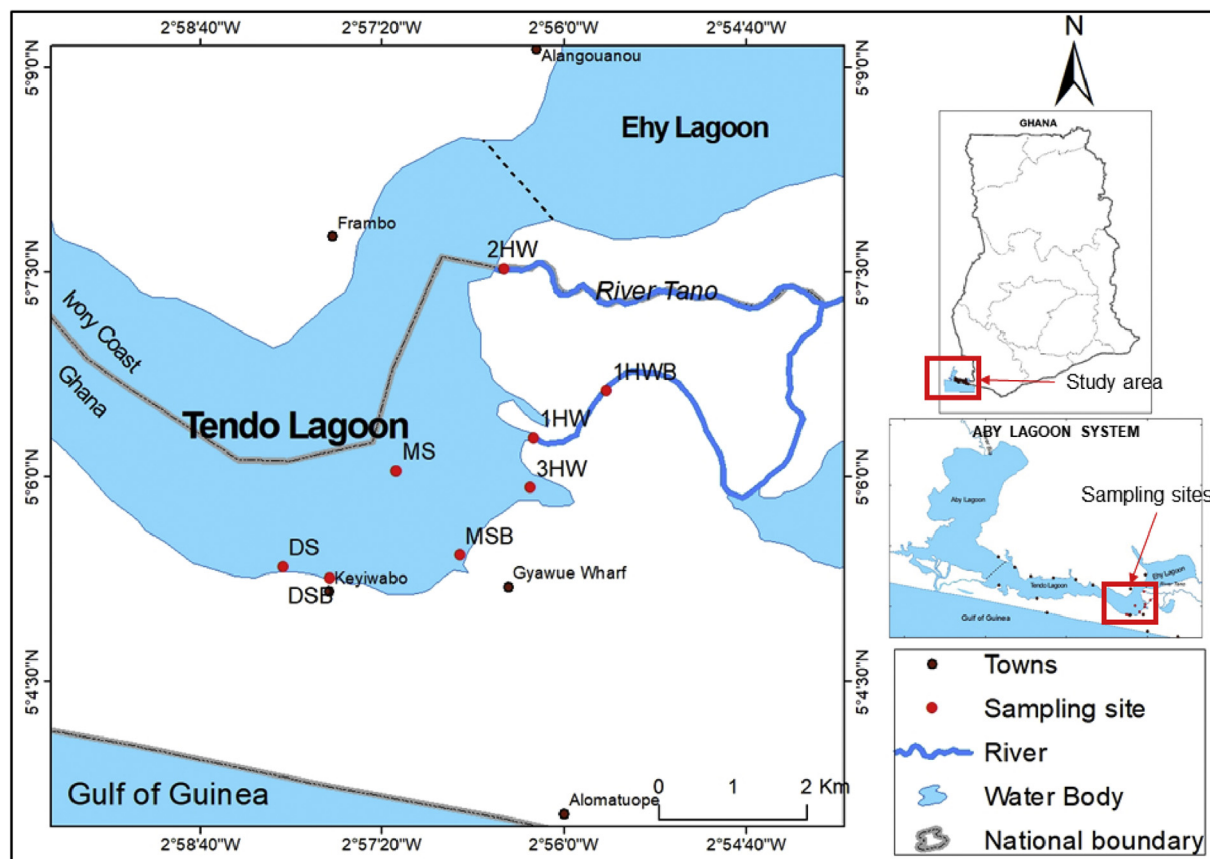 2°58'40"W 2°57'20"W 2°56'0"W 2°54'40"W
N
5°9'0"N
Alangouanou
5°9'0"N
Ehy Lagoon
GHANA
Frambo
2HW
5°7'30"N
River Tano
5°7'30"N
Ivory Coast
Ghana
1HWB
Study area
Tendo Lagoon
1HW
MS
3HW
5°6'0"N
5°6'0"N
ABY LAGOON SYSTEM
Sampling sites
Aby Lagoon
Ehy Lagoon
River Tano
Tendo Lagoon
Gulf of Guinea
MSB
DS
Keyiwabo
DSB
Gyawue Wharf
5°4'30"N
5°4'30"N
Towns
Sampling site
River
Water Body
National boundary
Gulf of Guinea
0 1 2 Km
Alomatuope
2°58'40"W 2°57'20"W 2°56'0"W 2°54'40"W